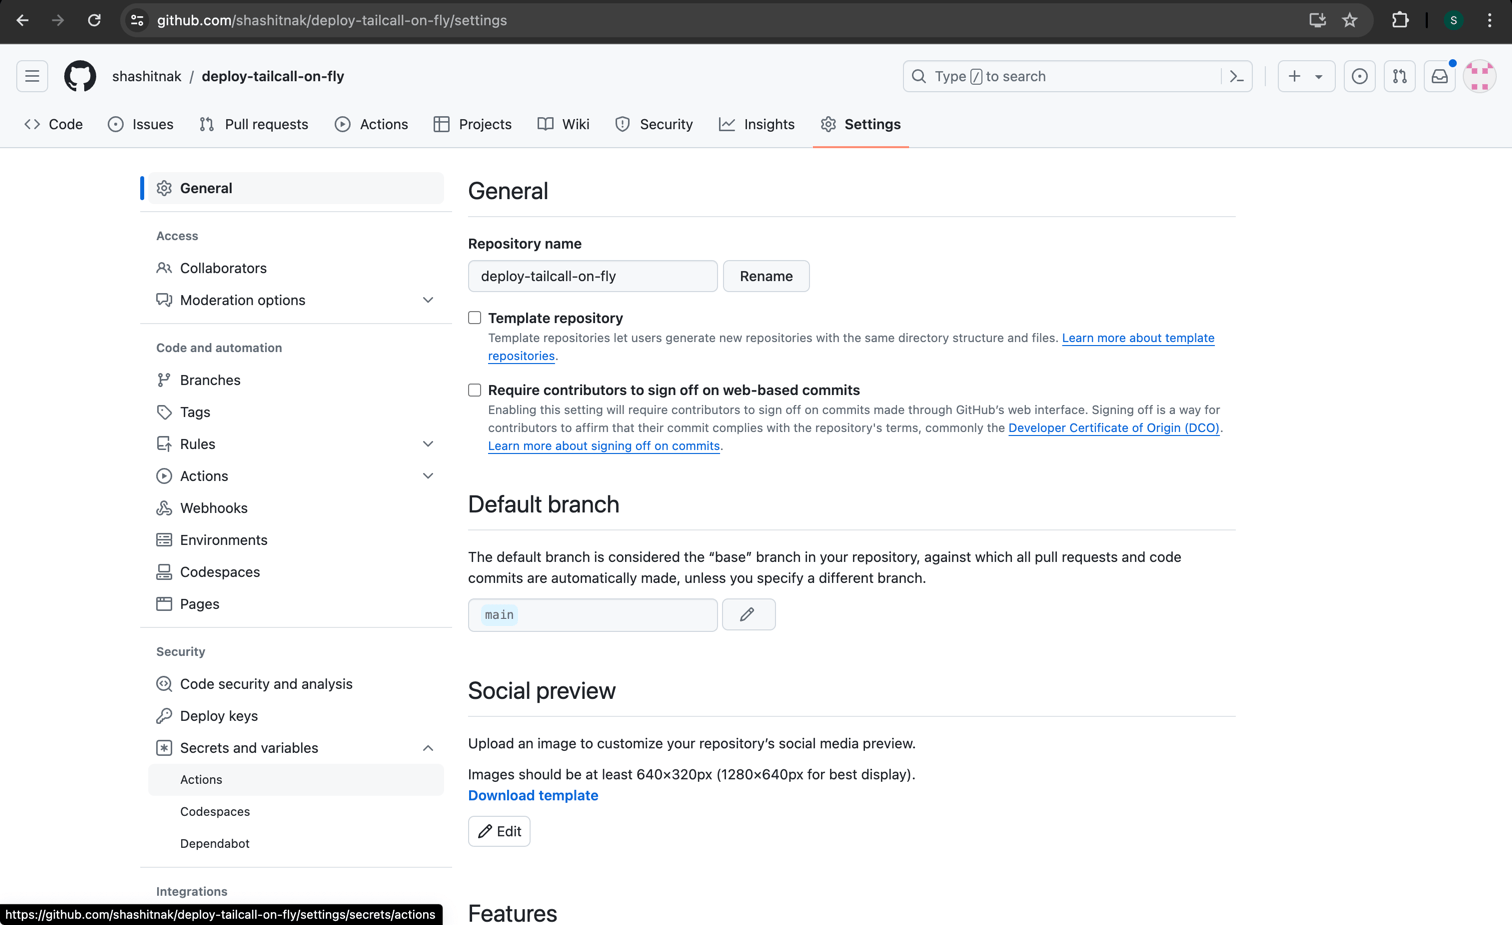 github.com/shashitnak/deploy-tailcall-on-fly/settings
S
shashitnak / deploy-tailcall-on-fly
Type / to search
Code
Issues
Pull requests
Actions
Projects
Wiki
Security
Insights
Settings
General
Access
Collaborators
Moderation options
Code and automation
Branches
Tags
Rules
Actions
Webhooks
Environments
Codespaces
Pages
Security
Code security and analysis
Deploy keys
Secrets and variables
Actions
Codespaces
Dependabot
Integrations
https://github.com/shashitnak/deploy-tailcall-on-fly/settings/secrets/actions
General
Repository name
deploy-tailcall-on-fly
Rename
Template repository
Template repositories let users generate new repositories with the same directory structure and files. Learn more about template
repositories.
Require contributors to sign off on web-based commits
Enabling this setting will require contributors to sign off on commits made through GitHub’s web interface. Signing off is a way for
contributors to affirm that their commit complies with the repository's terms, commonly the Developer Certificate of Origin (DCO).
Learn more about signing off on commits.
Default branch
The default branch is considered the “base” branch in your repository, against which all pull requests and code
commits are automatically made, unless you specify a different branch.
main
Social preview
Upload an image to customize your repository’s social media preview.
Images should be at least 640×320px (1280×640px for best display).
Download template
Edit
Features